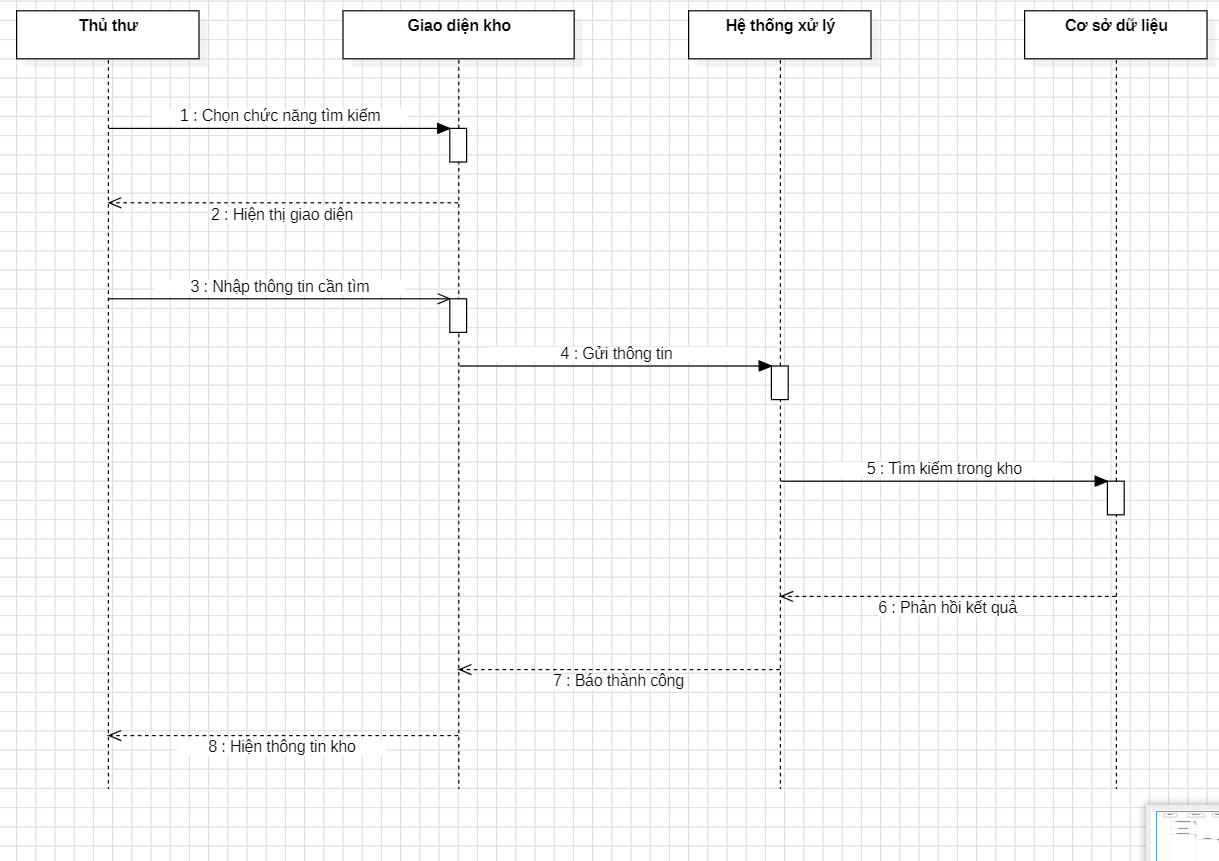 Thủ thư
Giao diện kho
Hệ thống xử lý
Cơ sở dữ liệu
1 : Chọn chức năng tìm kiếm
2 : Hiện thị giao diện
3 : Nhập thông tin cần tìm
4 : Gửi thông tin
5 : Tìm kiếm trong kho
6 : Phản hồi kết quả
7 : Báo thành công
8 : Hiện thông tin kho